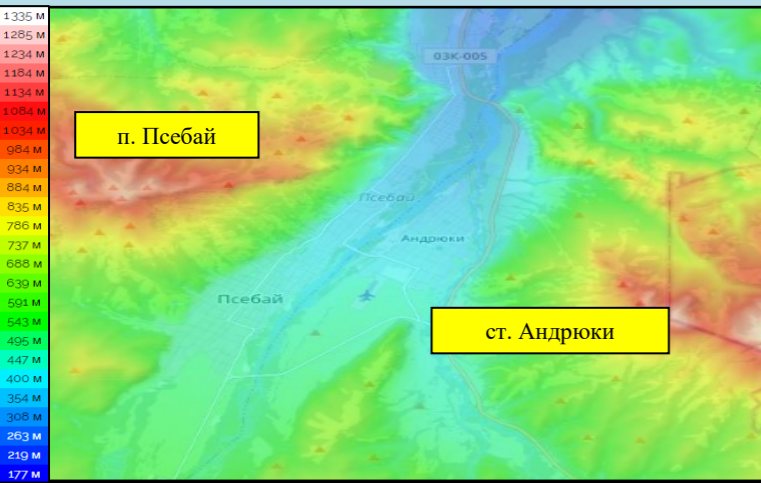 1335 м
1285 м
1234 м
1184 м
1134 м
1084 м
1034 м
984 м
934 м
884 м
835 м
786 м
737 м
688 м
639 м
591 м
543 м
495 м
447 м
400 м
354 м
308 м
263 м
219 м
177 м
03К-005
п. Псебай
Псебай
Андрюки
Псебай
ст. Андрюки